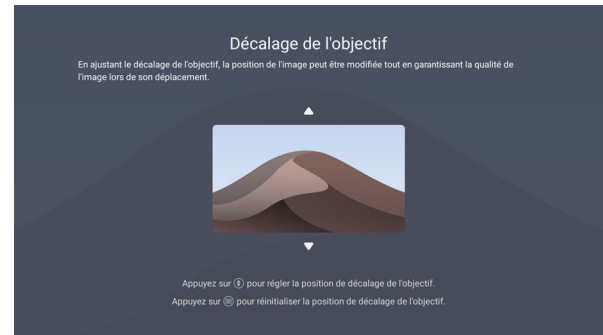 Décalage de l'objectif
En ajustant le décalage de l'objectif, la position de l'image peut être modifiée tout en garantissant la qualité de
l'image lors de son déplacement.
Appuyez sur pour régler la position de décalage de l'objectif.
Appuyez sur pour réinitialiser la position de décalage de l'objectif.